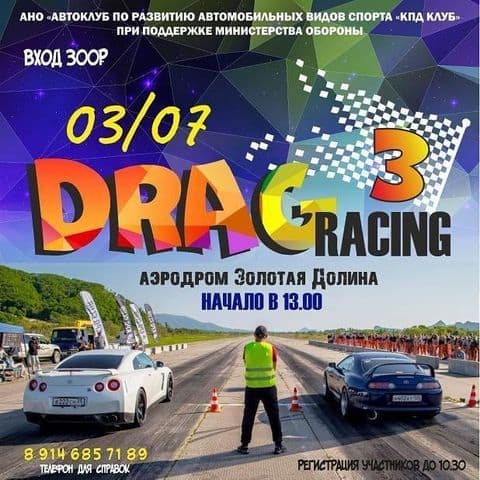 АНО «АВТОКЛУБ ПО РАЗВИТИЮ АВТОМОБИЛЬНЫХ ВИДОВ СПОРТА «КПД КЛУБ»
ПРИ ПОДДЕРЖКЕ МИНИСТЕРСТВА ОБОРОНЫ
ВХОД 300Р
03/07
DRAG 3
RACING
АЭРОДРОМ ЗОЛОТАЯ ДОЛИНА
НАЧАЛО В 13.00
8 914 685 71 89
ТЕЛЕФОН ДЛЯ СПРАВОК
РЕГИСТРАЦИЯ УЧАСТНИКОВ ДО 10.30